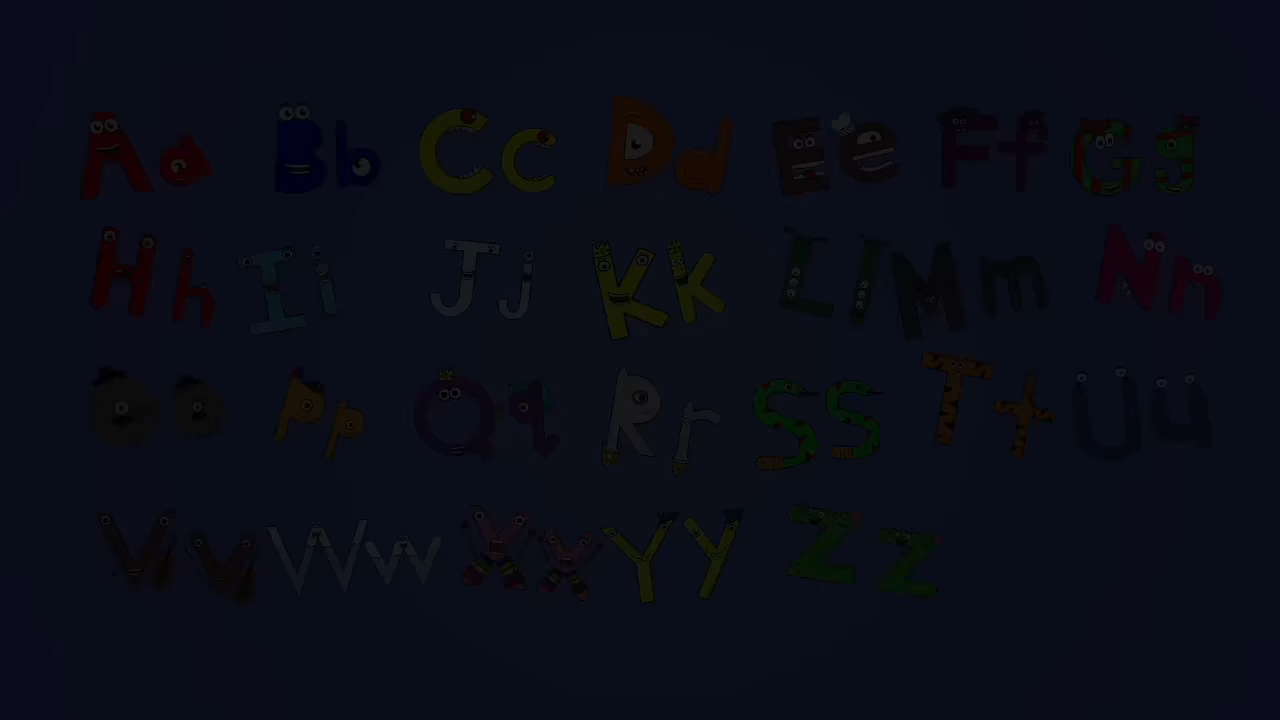 Aa Bb Cc Dd Ee Ff Gg
Hh Ii Jj Kk Ll Mm Nn
Oo Pp Qq Rr Ss Tt Uu
Vv Ww Xx Yy Zz